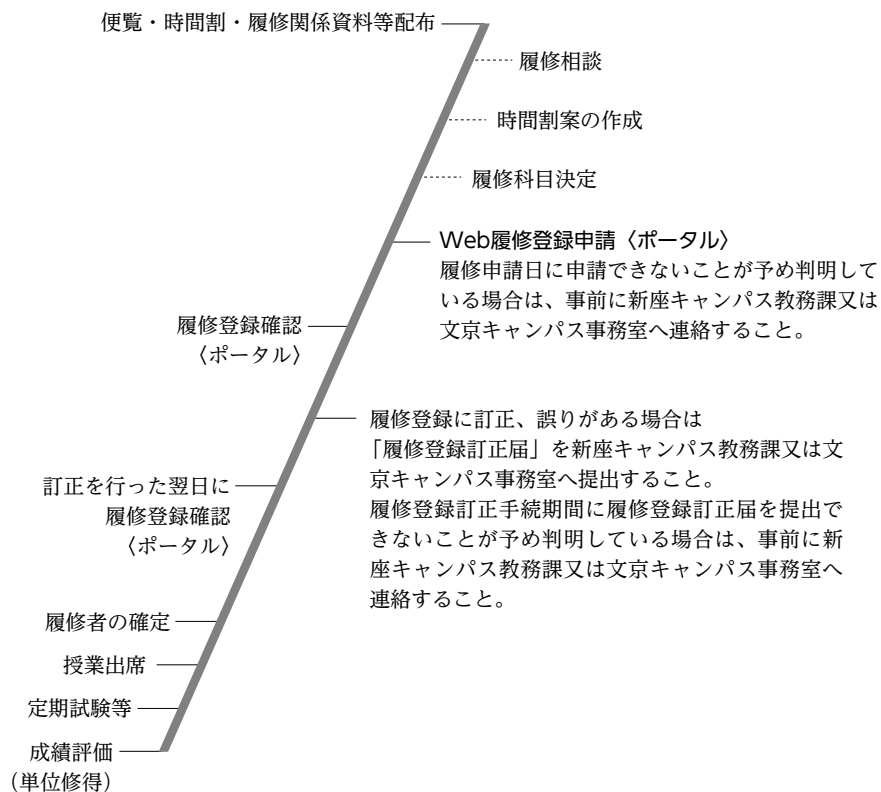 便覧・時間割・履修関係資料等配布
履修相談
時間割案の作成
履修科目決定
Web履修登録申請〈ポータル〉
履修申請日に申請できないことが予め判明して
いる場合は、事前に新座キャンパス教務課又は
文京キャンパス事務室へ連絡すること。
履修登録確認
〈ポータル〉
履修登録に訂正、誤りがある場合は
「履修登録訂正届」を新座キャンパス教務課又は文
京キャンパス事務室へ提出すること。
履修登録訂正手続期間に履修登録訂正届を提出で
きないことが予め判明している場合は、事前に新
座キャンパス教務課又は文京キャンパス事務室へ
連絡すること。
訂正を行った翌日に
履修登録確認
〈ポータル〉
履修者の確定
授業出席
定期試験等
成績評価
（単位修得）